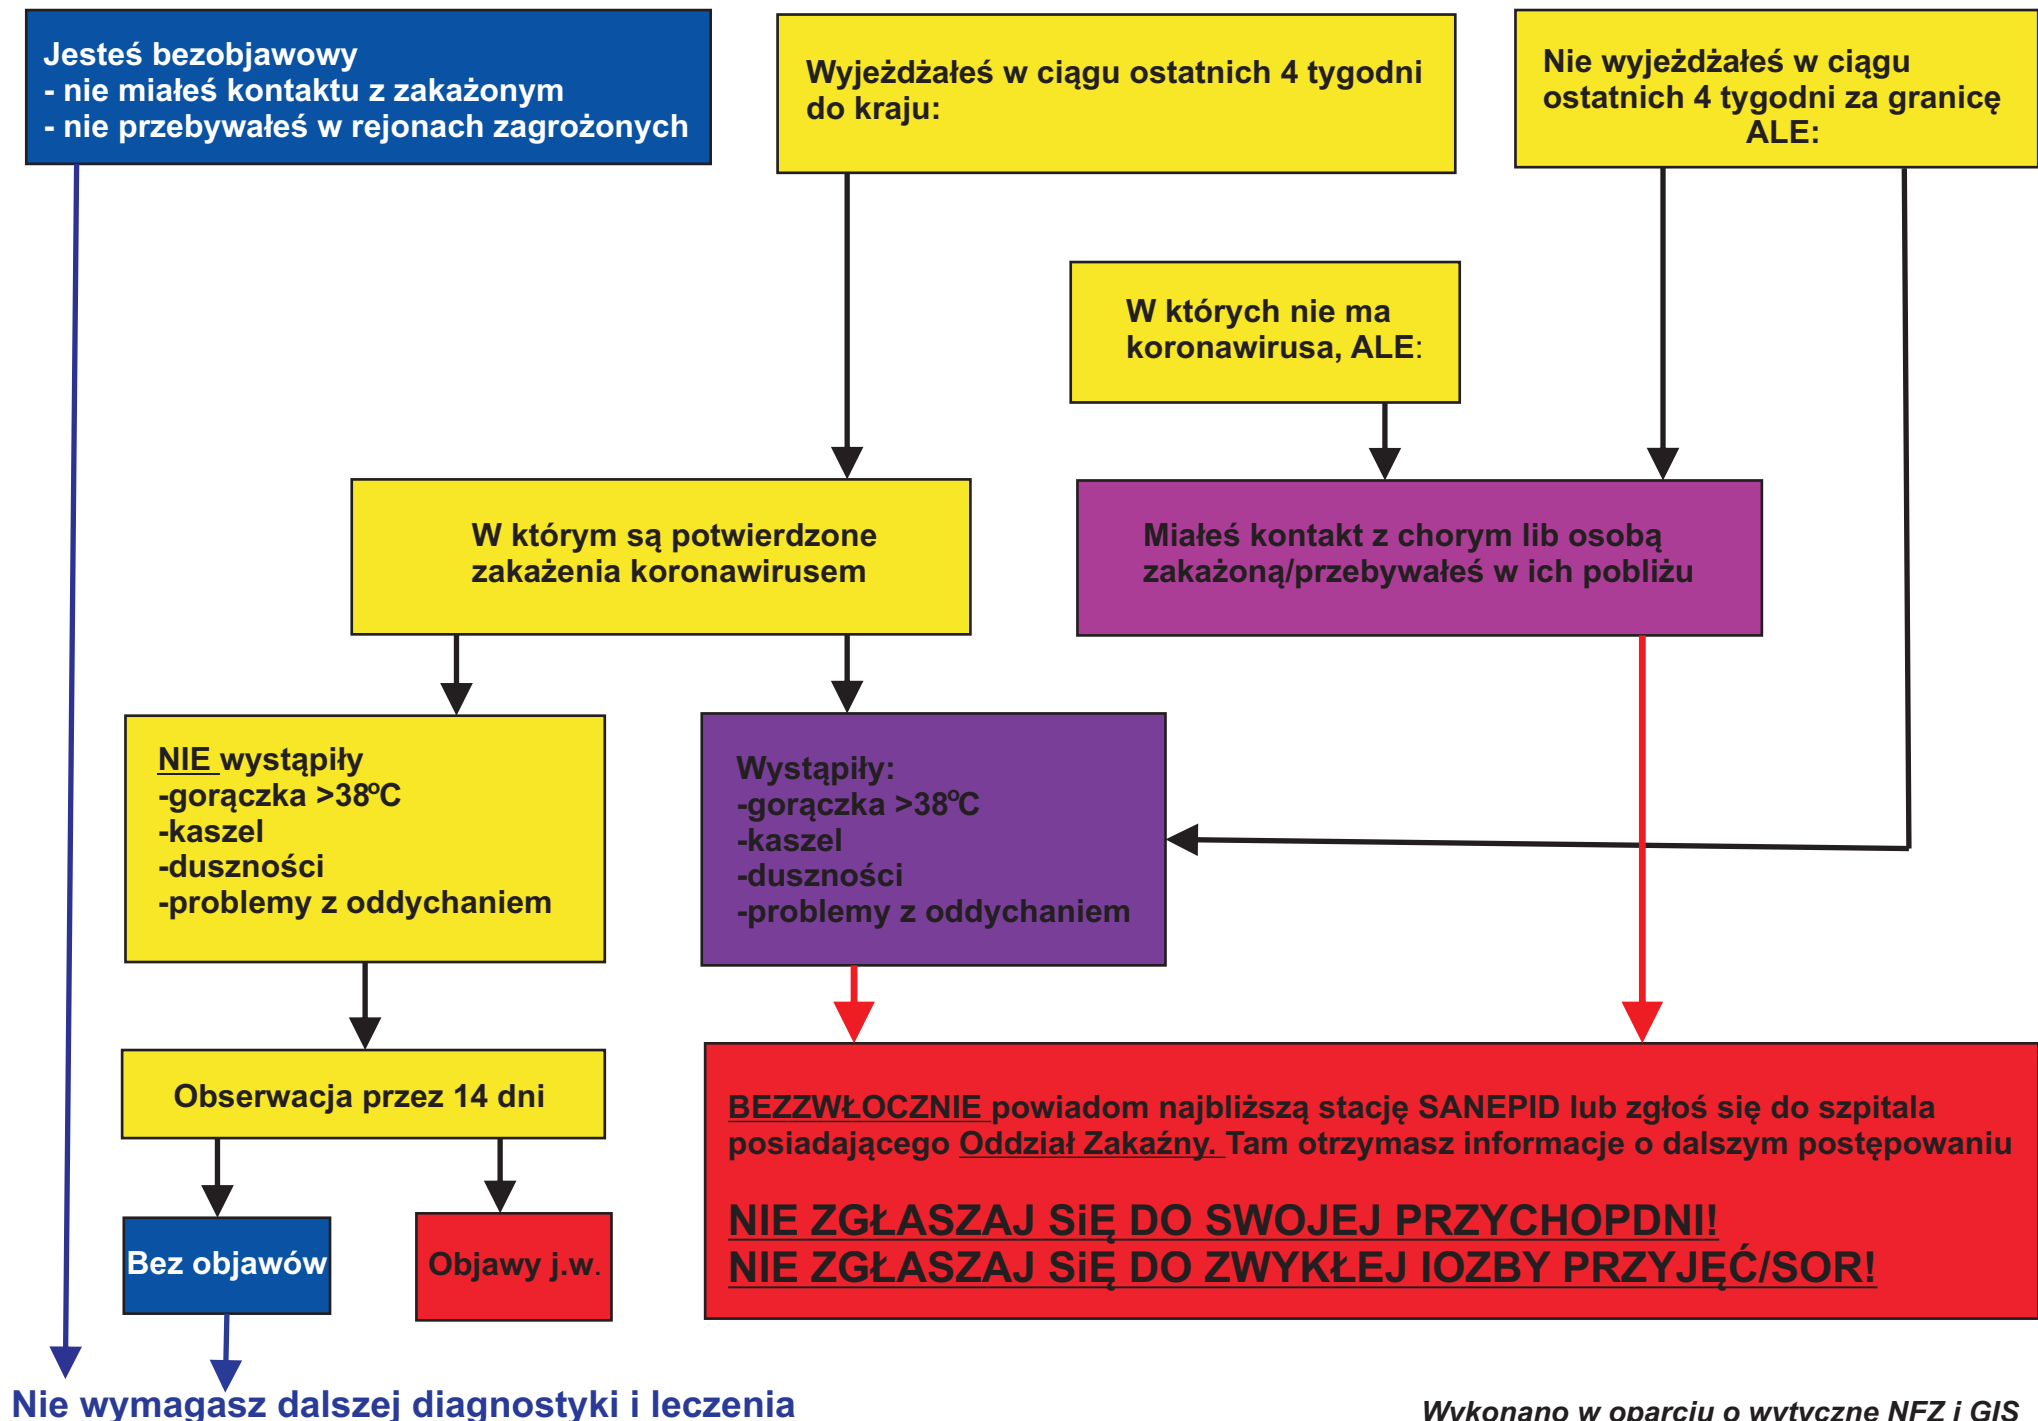 Jesteś bezobjawowy
- nie miałeś kontaktu z zakażonym
- nie przebywałeś w rejonach zagrożonych
Wyjeżdżałeś w ciągu ostatnich 4 tygodni
do kraju:
Nie wyjeżdżałeś w ciągu
ostatnich 4 tygodni za granicę
ALE:
W których nie ma
koronawirusa, ALE:
W którym są potwierdzone
zakażenia koronawirusem
Miałeś kontakt z chorym lib osobą
zakażoną/przebywałeś w ich pobliżu
NIE wystąpiły
-gorączka >38ºC
-kaszel
-duszności
-problemy z oddychaniem
Wystąpiły:
-gorączka >38ºC
-kaszel
-duszności
-problemy z oddychaniem
Obserwacja przez 14 dni
Bez objawów
Objawy j.w.
BEZZWŁOCZNIE powiadom najbliższą stację SANEPID lub zgłoś się do szpitala
posiadającego Oddział Zakaźny. Tam otrzymasz informacje o dalszym postępowaniu
NIE ZGŁASZAJ SiĘ DO SWOJEJ PRZYCHOPDNI!
NIE ZGŁASZAJ SiĘ DO ZWYKŁEJ IOZBY PRZYJĘĆ/SOR!
Nie wymagasz dalszej diagnostyki i leczenia
Wykonano w oparciu o wytyczne NFZ i GIS